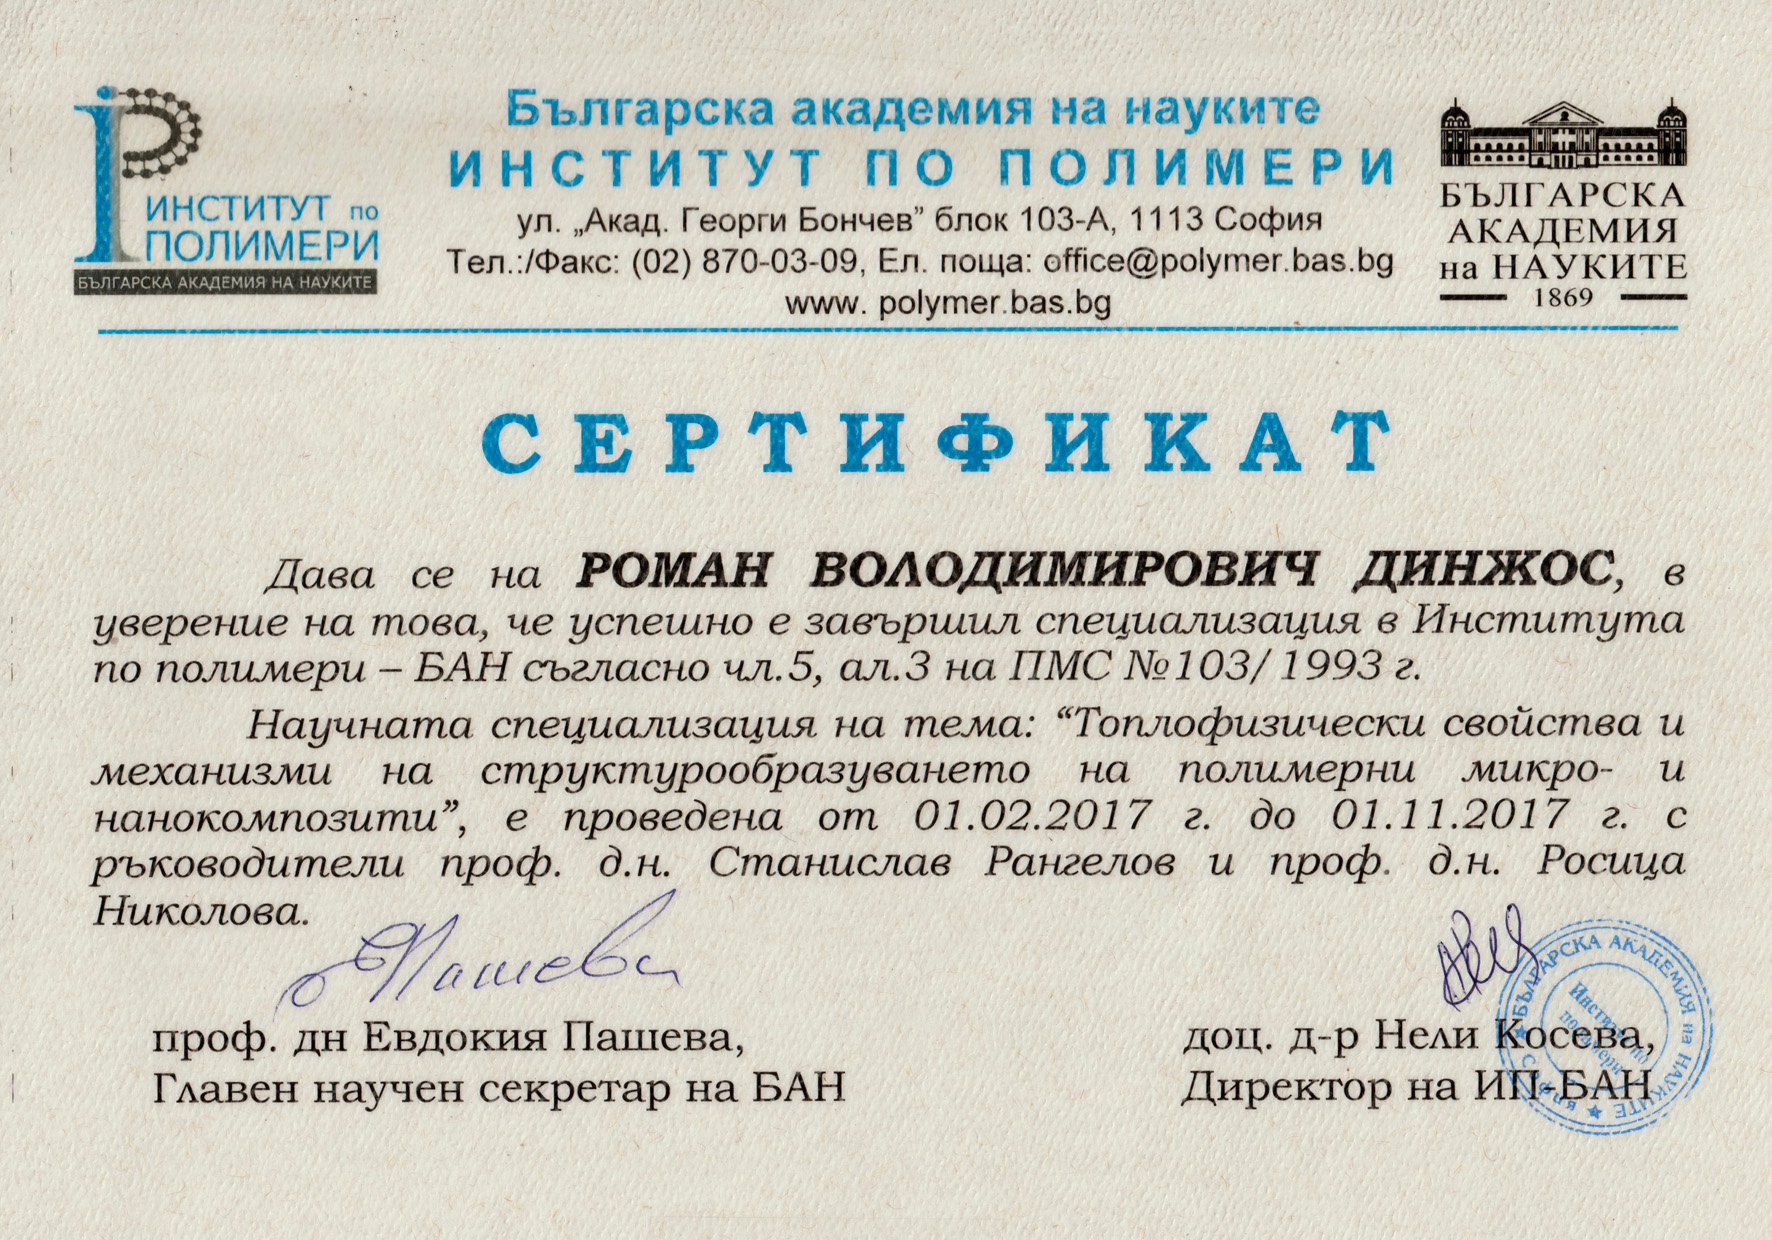 ИНСТИТУТ по
ПОЛИМЕРИ
БЪЛГАРСКА АКАДЕМИЯ НА НАУКИТЕ
Българска академия на науките
ИНСТИТУТ ПО ПОЛИМЕРИ
ул. „Акад. Георги Бончев” блок 103-А, 1113 София
Тел.:/Факс: (02) 870-03-09, Ел. поща: office@polymer.bas.bg
www. polymer.bas.bg
БЪЛГАРСКА
АКАДЕМИЯ
на НАУКИТЕ
1869
СЕРТИФИКАТ
Дава се на РОМАН ВОЛОДИМИРОВИЧ ДИНЖОС, в
уверение на това, че успешно е завършил специализация в Института
по полимери – БАН съгласно чл.5, ал.3 на ПМС №103/ 1993 г.
Научната специализация на тема: “Топлофизически свойства и
механизми на структурообразуването на полимерни микро- и
нанокомпозити”, е проведена от 01.02.2017 г. до 01.11.2017 г. с
ръководители проф. д.н. Станислав Рангелов и проф. д.н. Росица
Николова.
Пашева
проф. дн Евдокия Пашева,
Главен научен секретар на БАН
доц. д-р Нели Косева,
Директор на ИП-БАН
БЪЛГАРСКА АКАДЕМИЯ на НАУКИТЕ ★ София ★
Институт по
полимери